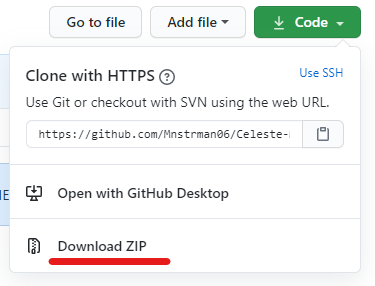 Go to file
Add file
Code
Clone with HTTPS
Use SSH
Use Git or checkout with SVN using the web URL.
https://github.com/Mnstrman06/Celeste-
Open with GitHub Desktop
Download ZIP